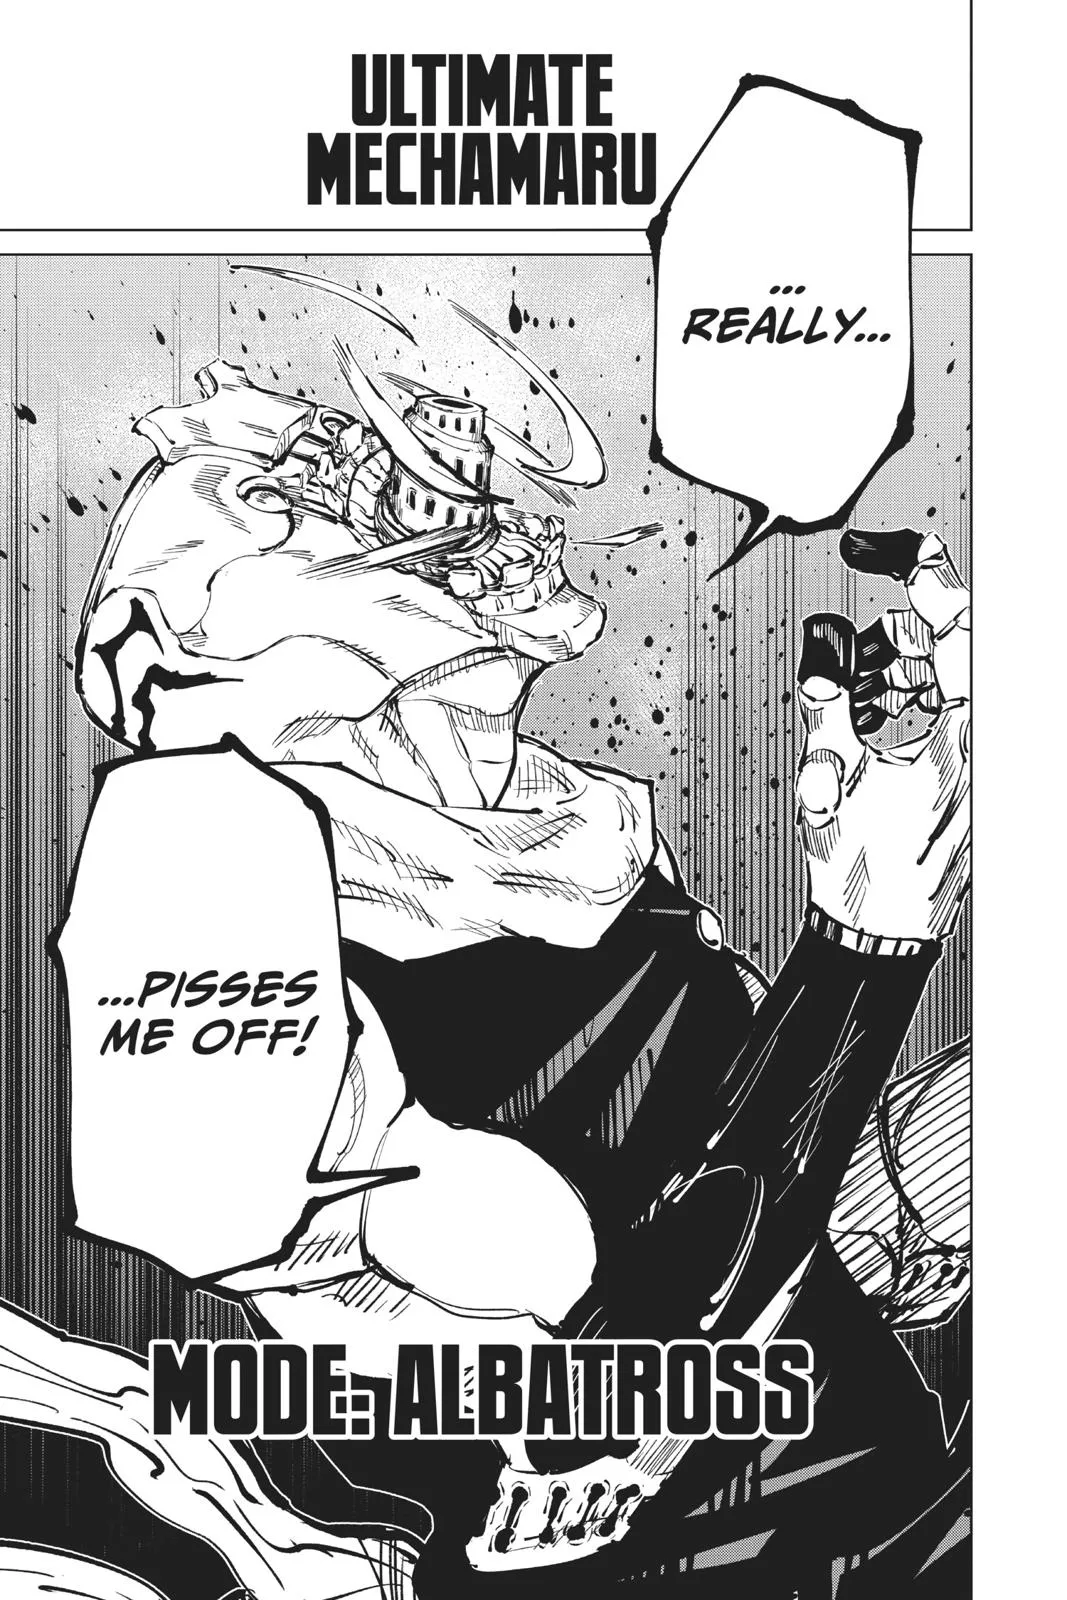 ULTIMATE
MECHAMARU
...
REALLY...
...PISSES
ME OFF!
MODE: ALBATROSS